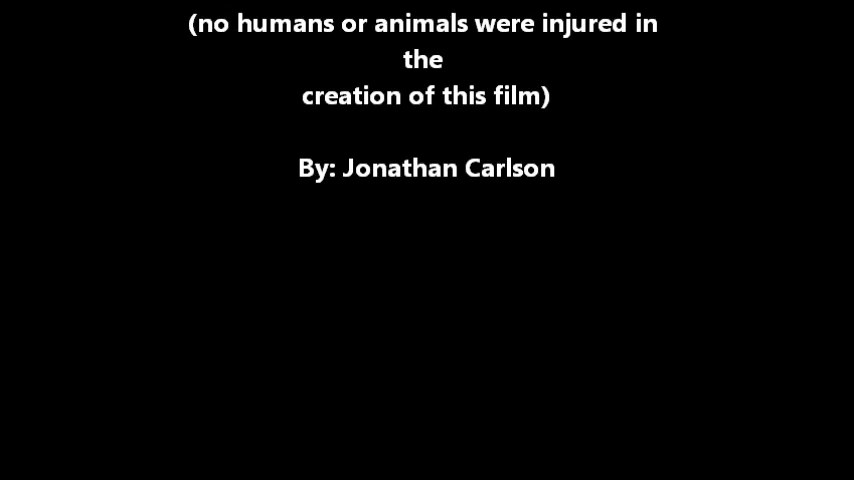 (no humans or animals were injured in
the
creation of this film)
By: Jonathan Carlson